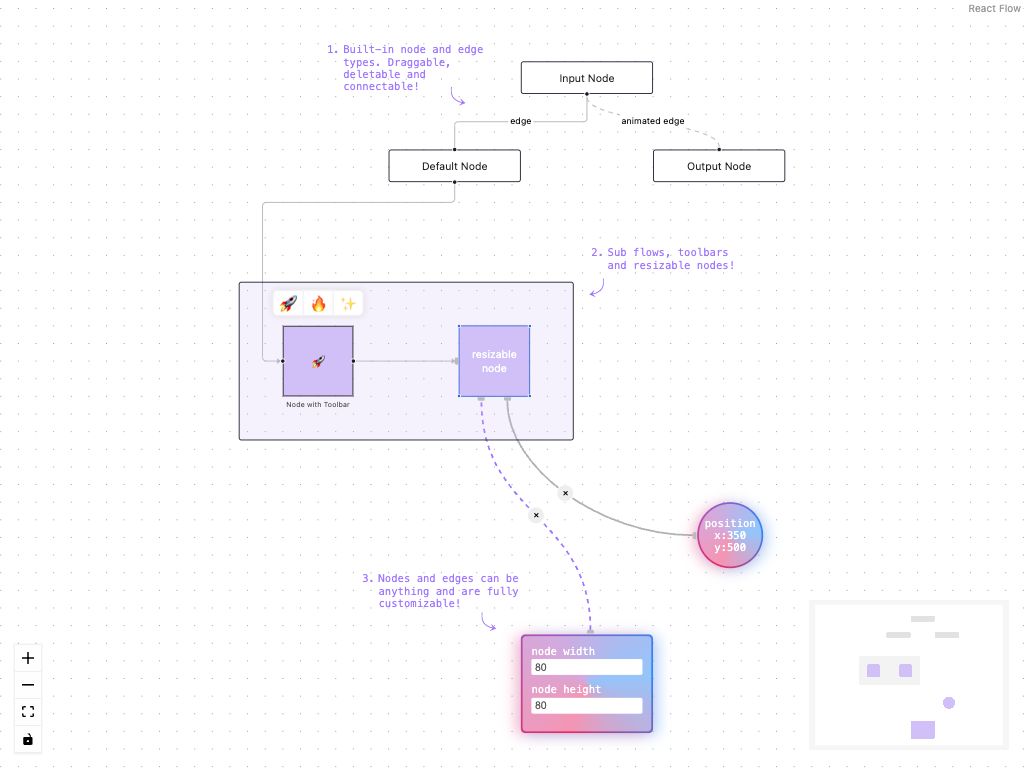 React Flow
1. Built-in node and edge
types. Draggable,
deletable and
connectable!
Input Node
edge
animated edge
Default Node
Output Node
2. Sub flows, toolbars
and resizable nodes!
resizable
node
Node with Toolbar
position
x:350
y:500
3. Nodes and edges can be
anything and are fully
customizable!
node width
80
node height
80